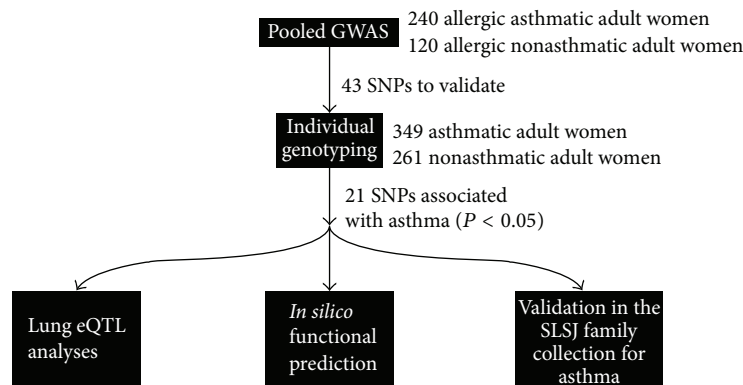 Pooled GWAS
240 allergic asthmatic adult women
120 allergic nonasthmatic adult women
43 SNPs to validate
Individual
genotyping
349 asthmatic adult women
261 nonasthmatic adult women
21 SNPs associated
with asthma (P < 0.05)
Lung eQTL
analyses
In silico
functional
prediction
Validation in the
SLSJ family
collection for
asthma